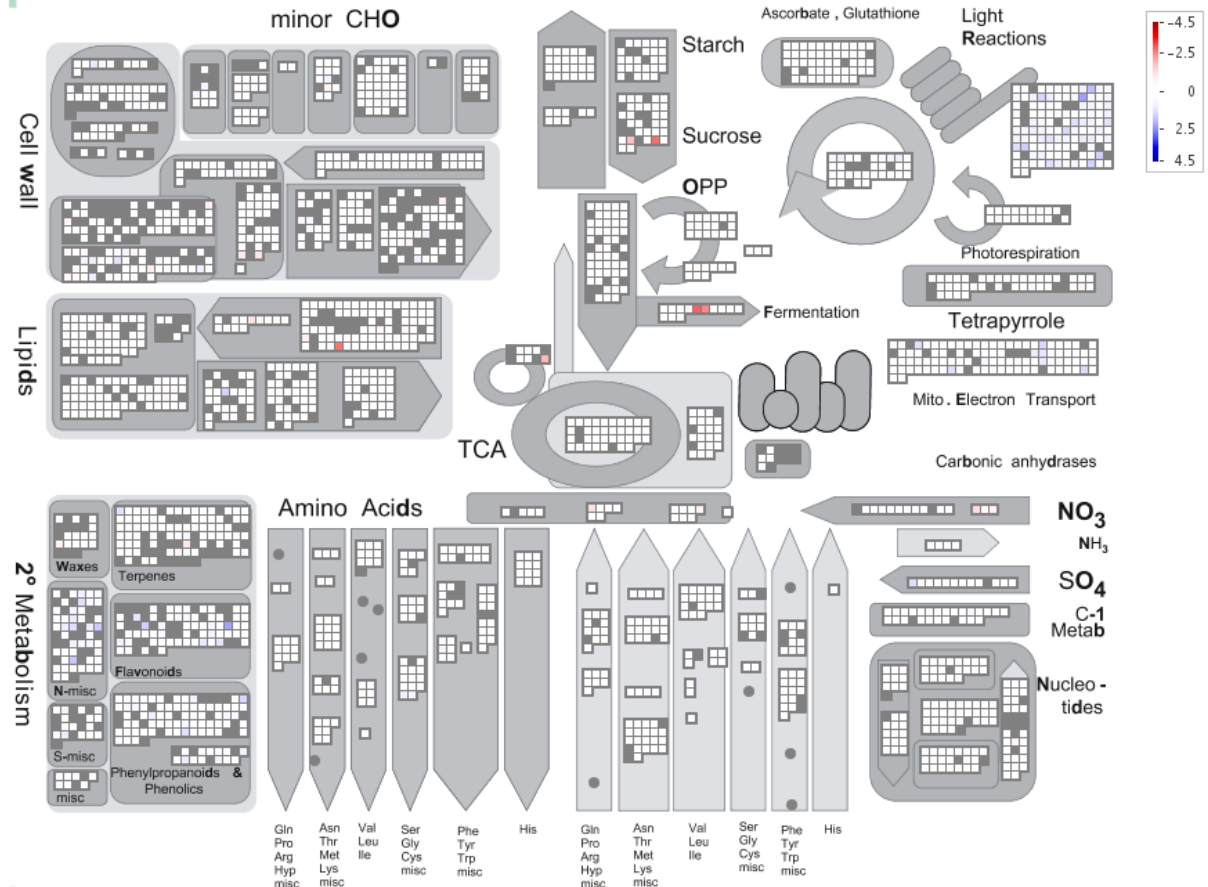 minor CHO
Ascorbate , Glutathione
Light
Reactions
-4.5
-2.5
0
2.5
4.5
Starch
Sucrose
Cell wall
OPP
Photorespiration
Fermentation
Tetrapyrrole
Lipids
Mito . Electron Transport
TCA
Carbonic anhydrases
Amino Acids
NO3
NH3
SO4
C-1
Metab
Nucleo -
tides
2° Metabolism
Waxes
Terpenes
N-misc
Flavonoids
S-misc
misc
Phenylpropanoids &
Phenolics
Gln
Pro
Arg
Hyp
misc
Asn
Thr
Met
Lys
misc
Val
Leu
Ile
Ser
Gly
Cys
misc
Phe
Tyr
Trp
misc
His
Gln
Pro
Arg
Hyp
misc
Asn
Thr
Met
Lys
misc
Val
Leu
Ile
Ser
Gly
Cys
misc
Phe
Tyr
Trp
misc
His